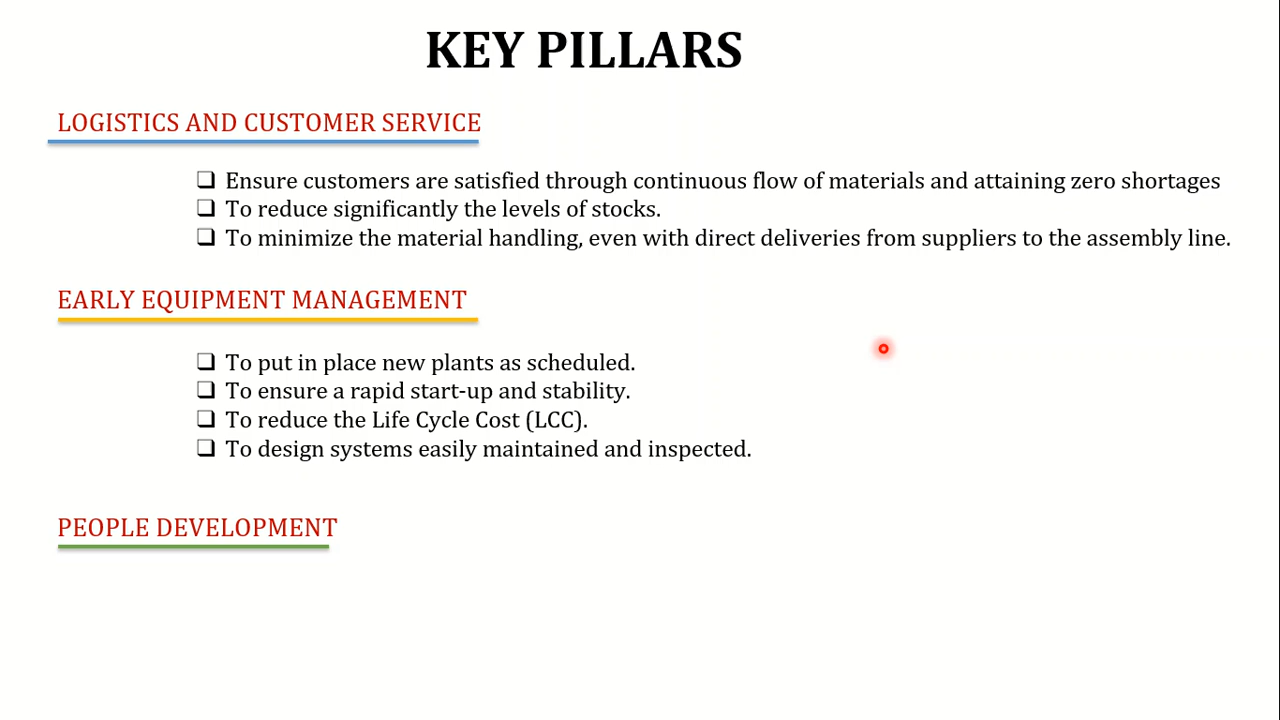 KEY PILLARS
LOGISTICS AND CUSTOMER SERVICE
❑ Ensure customers are satisfied through continuous flow of materials and attaining zero shortages
❑ To reduce significantly the levels of stocks.
❑ To minimize the material handling, even with direct deliveries from suppliers to the assembly line.
EARLY EQUIPMENT MANAGEMENT
❑ To put in place new plants as scheduled.
❑ To ensure a rapid start-up and stability.
❑ To reduce the Life Cycle Cost (LCC).
❑ To design systems easily maintained and inspected.
PEOPLE DEVELOPMENT